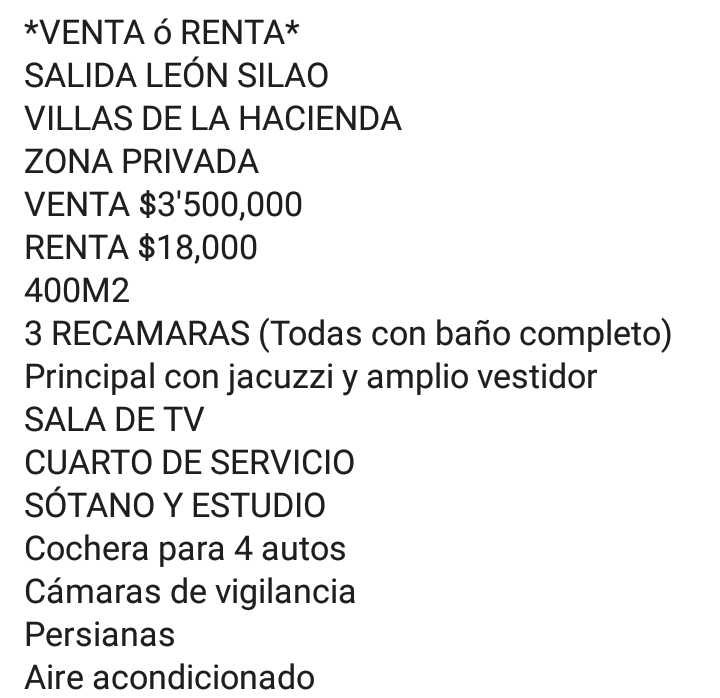 *VENTA ó RENTA*
SALIDA LEÓN SILAO
VILLAS DE LA HACIENDA
ZONA PRIVADA
VENTA $3'500,000
RENTA $18,000
400M2
3 RECAMARAS (Todas con baño completo)
Principal con jacuzzi y amplio vestidor
SALA DE TV
CUARTO DE SERVICIO
SÓTANO Y ESTUDIO
Cochera para 4 autos
Cámaras de vigilancia
Persianas
Aire acondicionado